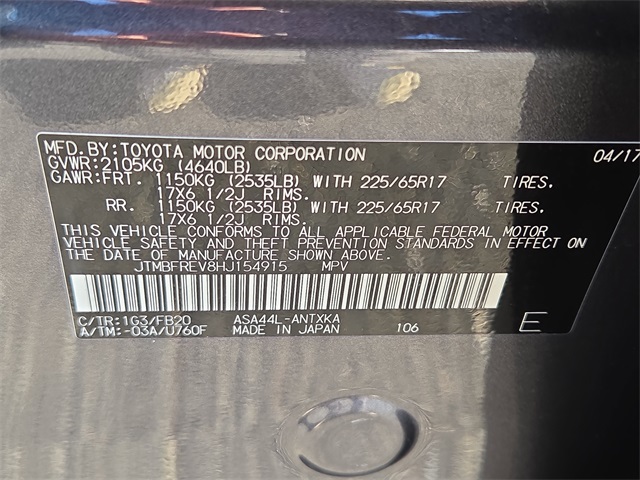 MFD. BY: TOYOTA MOTOR CORPORATION 04/17
GVWR: 2105KG (4640LB)
GAWR: FRT. 1150KG (2535LB) WITH 225/65R17 TIRES.
17X6 1/2J RIMS.
RR. 1150KG (2535LB) WITH 225/65R17 TIRES.
17X6 1/2J RIMS.
THIS VEHICLE CONFORMS TO ALL APPLICABLE FEDERAL MOTOR
VEHICLE SAFETY AND THEFT PREVENTION STANDARDS IN EFFECT ON
THE DATE OF MANUFACTURE SHOWN ABOVE.
JTMBFREV8HJ154915 MPV
C/TR: 1G3/FB20 ASA44L-ANTXKA
A/TM: -03A/U760F MADE IN JAPAN 106 E